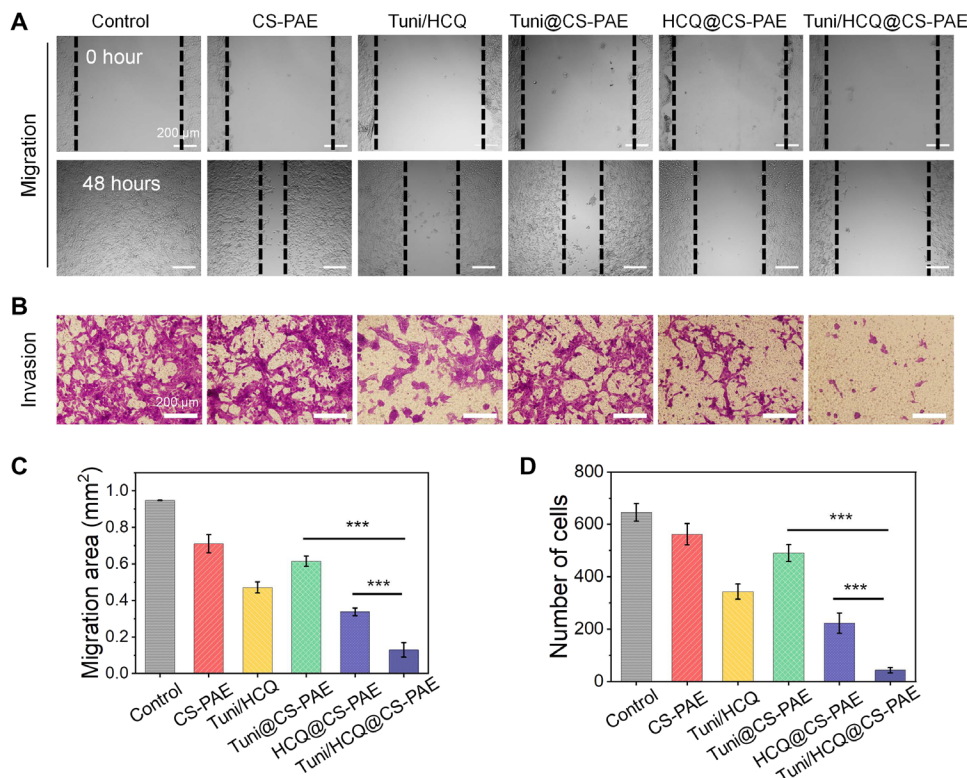 A
Control
CS-PAE
Tuni/HCQ
Tuni@CS-PAE
HCQ@CS-PAE
Tuni/HCQ@CS-PAE
Migration
0 hour
200 μm
48 hours
B
Invasion
200 μm
C
Migration area (mm²)
1.0
0.8
0.6
0.4
0.2
0.0
***
***
Control
CS-PAE
Tuni/HCQ
Tuni@CS-PAE
HCQ@CS-PAE
Tuni/HCQ@CS-PAE
D
Number of cells
800
600
400
200
0
***
***
Control
CS-PAE
Tuni/HCQ
Tuni@CS-PAE
HCQ@CS-PAE
Tuni/HCQ@CS-PAE